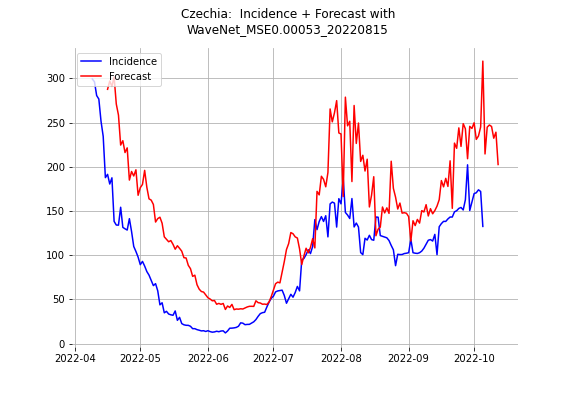 Czechia:  Incidence + Forecast with
WaveNet_MSE0.00053_20220815
Incidence
Forecast
300
250
200
150
100
50
0
2022-04 2022-05 2022-06 2022-07 2022-08 2022-09 2022-10